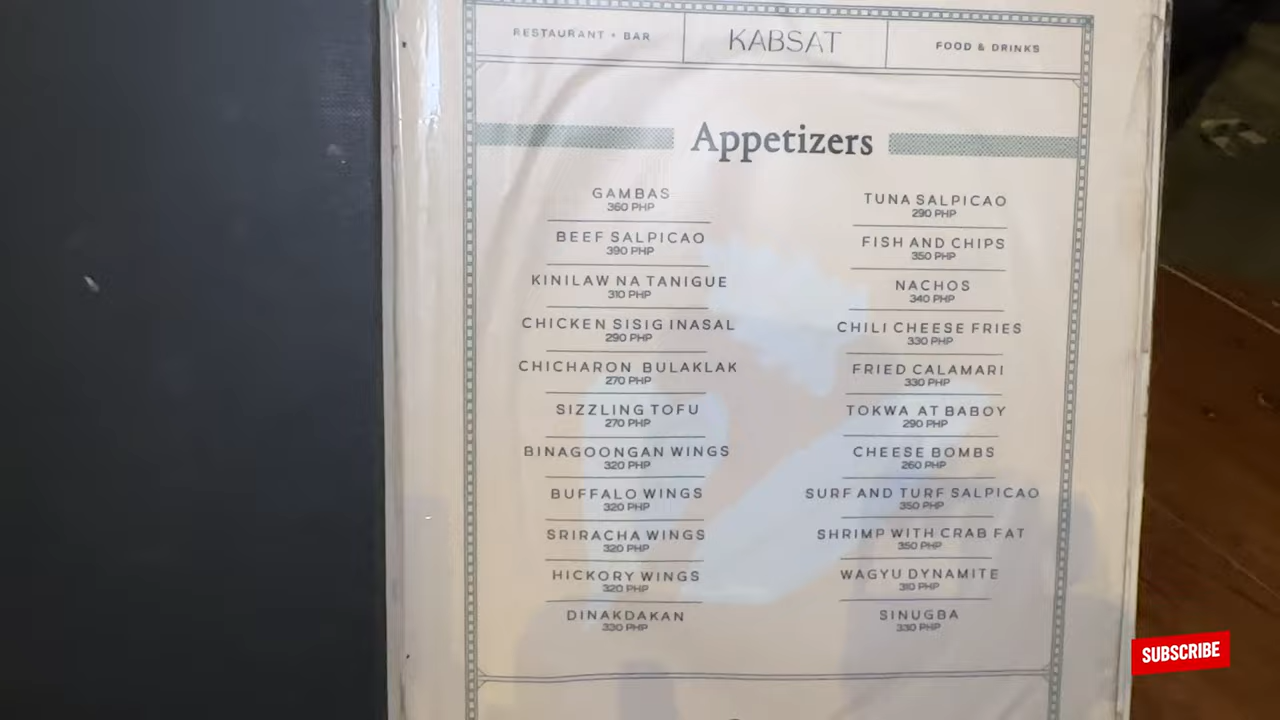 RESTAURANT + BAR
KABSAT
FOOD & DRINKS
Appetizers
GAMBAS
360 PHP
BEEF SALPICAO
390 PHP
KINILAW NA TANIGUE
310 PHP
CHICKEN SISIG INASAL
290 PHP
CHICHARON BULAKLAK
270 PHP
SIZZLING TOFU
270 PHP
BINAGOONGAN WINGS
320 PHP
BUFFALO WINGS
320 PHP
SRIRACHA WINGS
320 PHP
HICKORY WINGS
320 PHP
DINAKDAKAN
330 PHP
TUNA SALPICAO
290 PHP
FISH AND CHIPS
350 PHP
NACHOS
340 PHP
CHILI CHEESE FRIES
330 PHP
FRIED CALAMARI
330 PHP
TOKWA AT BABOY
290 PHP
CHEESE BOMBS
260 PHP
SURF AND TURF SALPICAO
350 PHP
SHRIMP WITH CRAB FAT
350 PHP
WAGYU DYNAMITE
310 PHP
SINUGBA
330 PHP
SUBSCRIBE